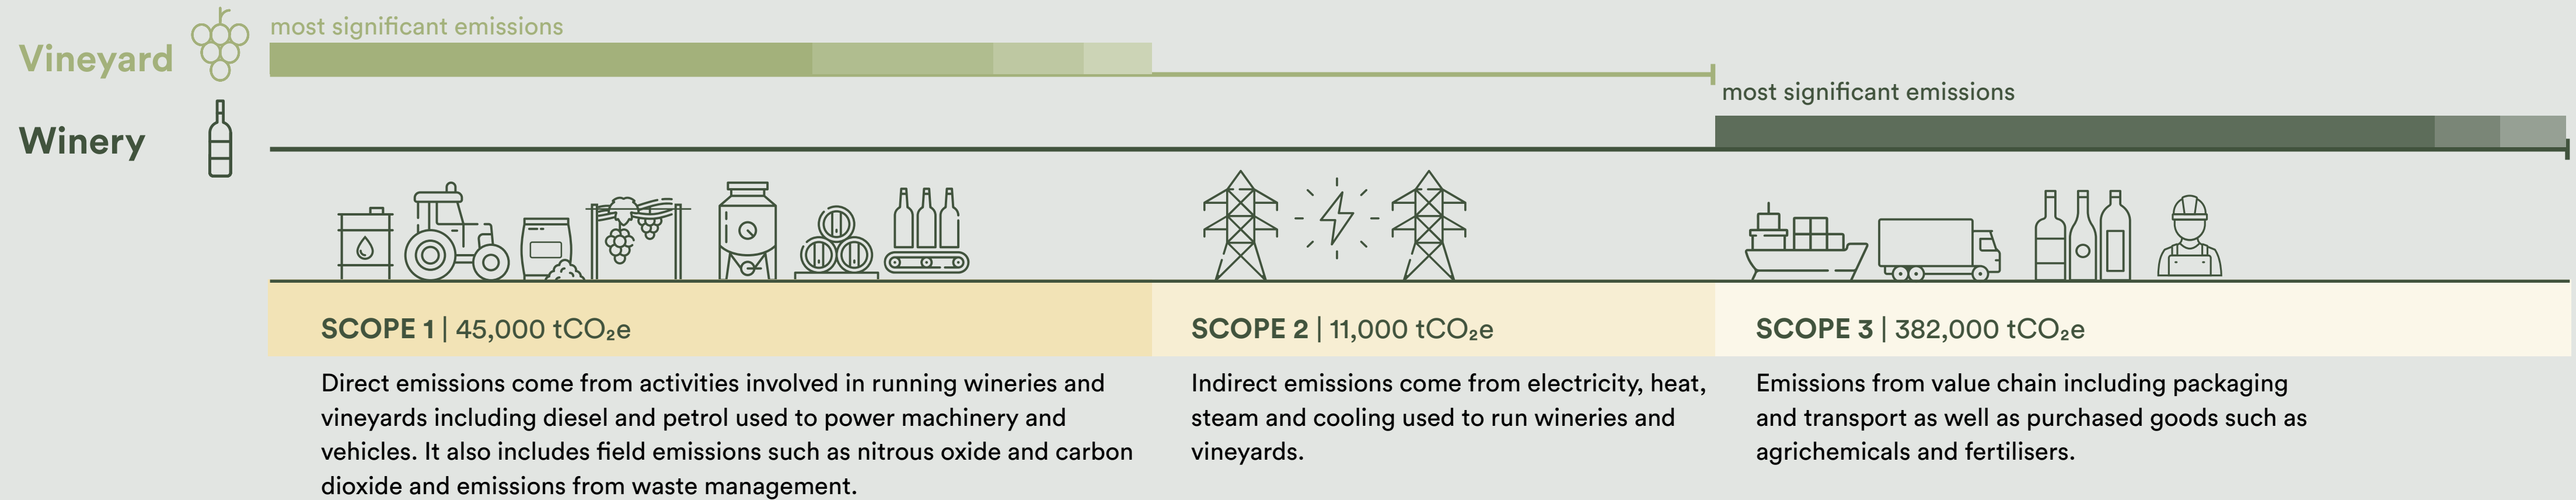 most significant emissions
Vineyard
most significant emissions
Winery
SCOPE 1 | 45,000 tCO₂e
Direct emissions come from activities involved in running wineries and
vineyards including diesel and petrol used to power machinery and
vehicles. It also includes field emissions such as nitrous oxide and carbon
dioxide and emissions from waste management.
SCOPE 2 | 11,000 tCO₂e
Indirect emissions come from electricity, heat,
steam and cooling used to run wineries and
vineyards.
SCOPE 3 | 382,000 tCO₂e
Emissions from value chain including packaging
and transport as well as purchased goods such as
agrichemicals and fertilisers.